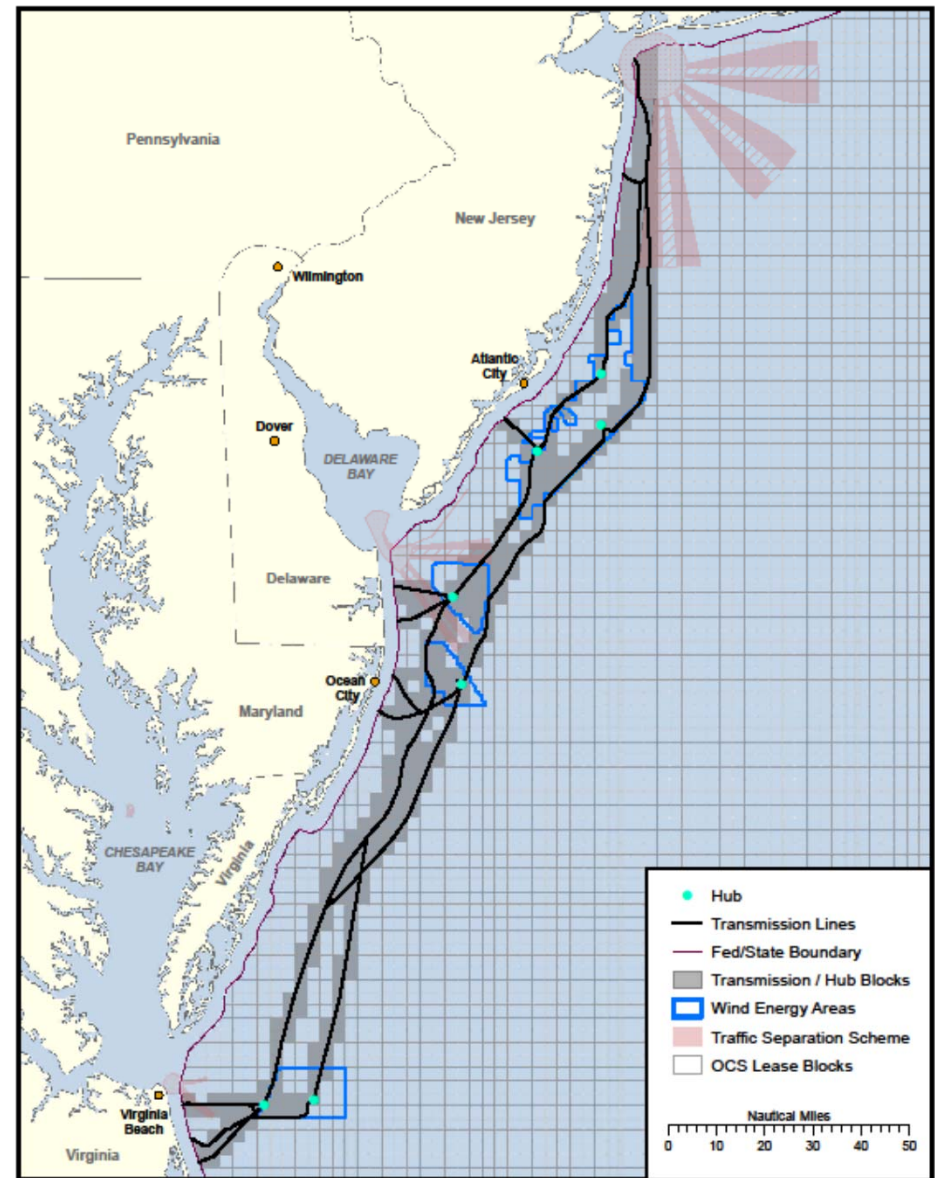 Pennsylvania
New Jersey
Wilmington
Atlantic
City
Dover
DELAWARE
BAY
Delaware
Ocean
City
Maryland
CHESAPEAKE
BAY
Virginia
Virginia
Beach
Virginia
Hub
Transmission Lines
Fed/State Boundary
Transmission / Hub Blocks
Wind Energy Areas
Traffic Separation Scheme
OCS Lease Blocks
Nautical Miles
0 10 20 30 40 50